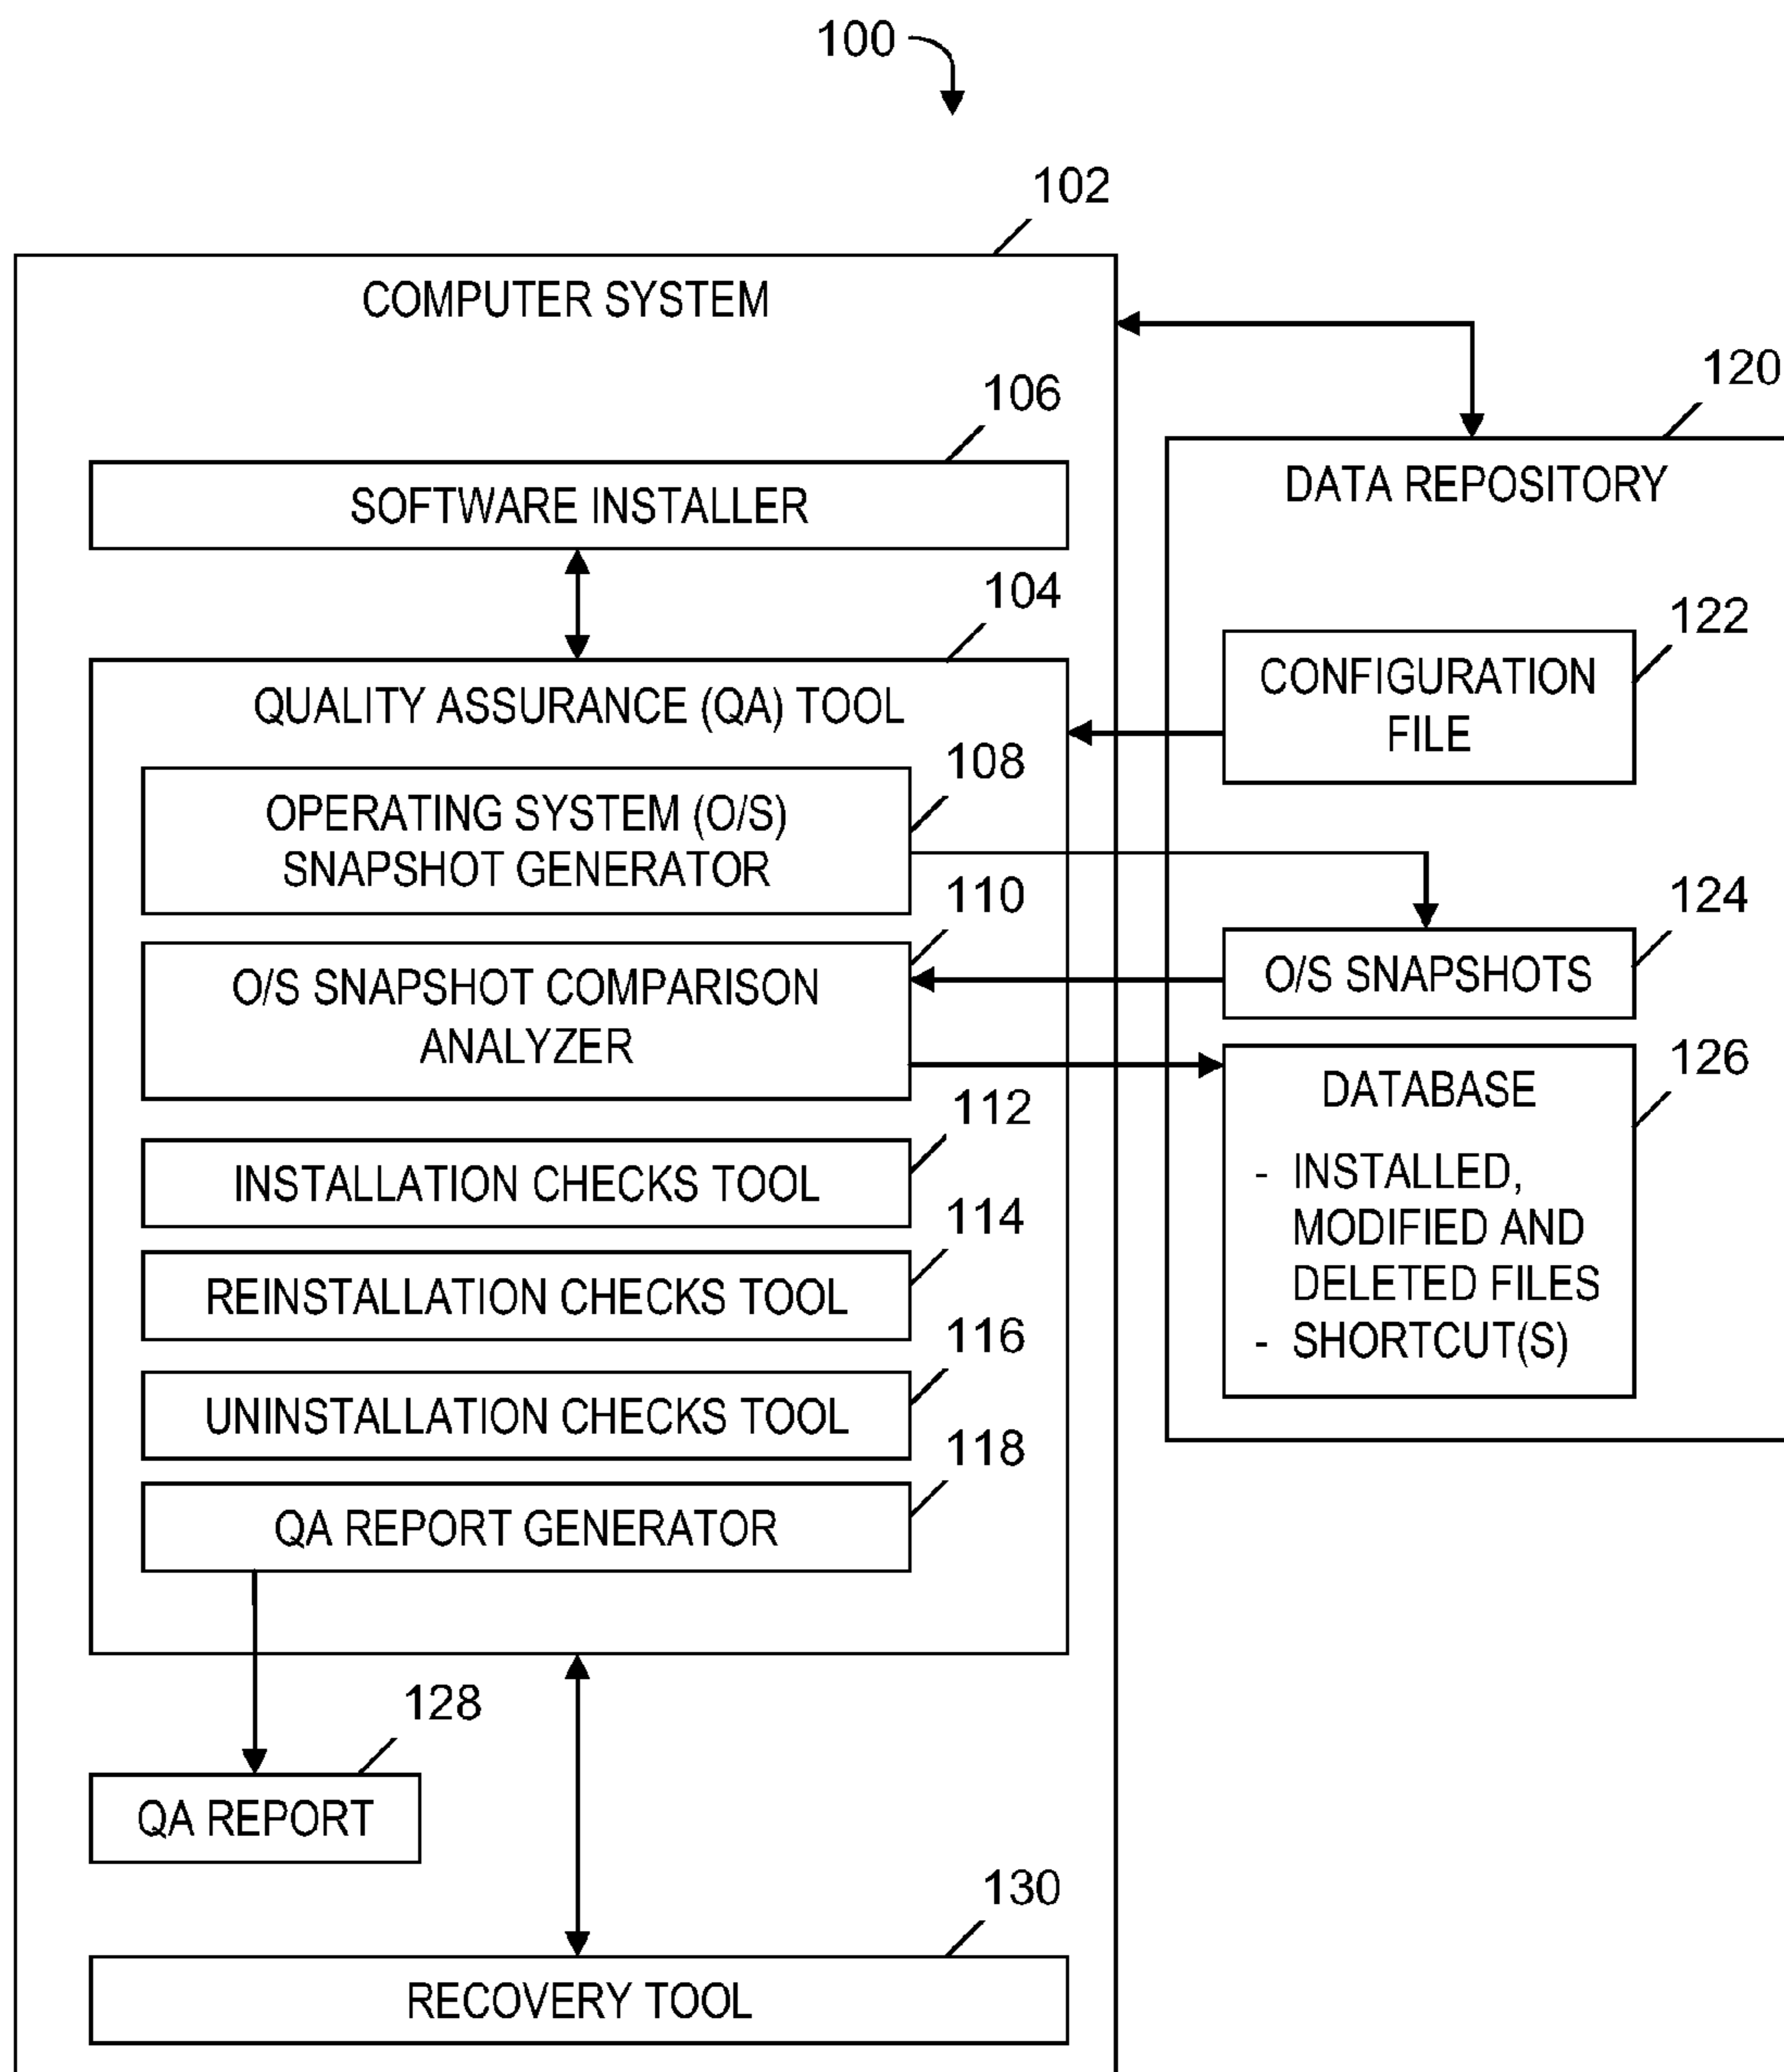 100
102
COMPUTER SYSTEM
106
SOFTWARE INSTALLER
104
QUALITY ASSURANCE (QA) TOOL
108
OPERATING SYSTEM (O/S)
SNAPSHOT GENERATOR
110
O/S SNAPSHOT COMPARISON
ANALYZER
112
INSTALLATION CHECKS TOOL
114
REINSTALLATION CHECKS TOOL
116
UNINSTALLATION CHECKS TOOL
118
QA REPORT GENERATOR
128
QA REPORT
130
RECOVERY TOOL
120
DATA REPOSITORY
122
CONFIGURATION
FILE
124
O/S SNAPSHOTS
126
DATABASE
- INSTALLED,
MODIFIED AND
DELETED FILES
- SHORTCUT(S)